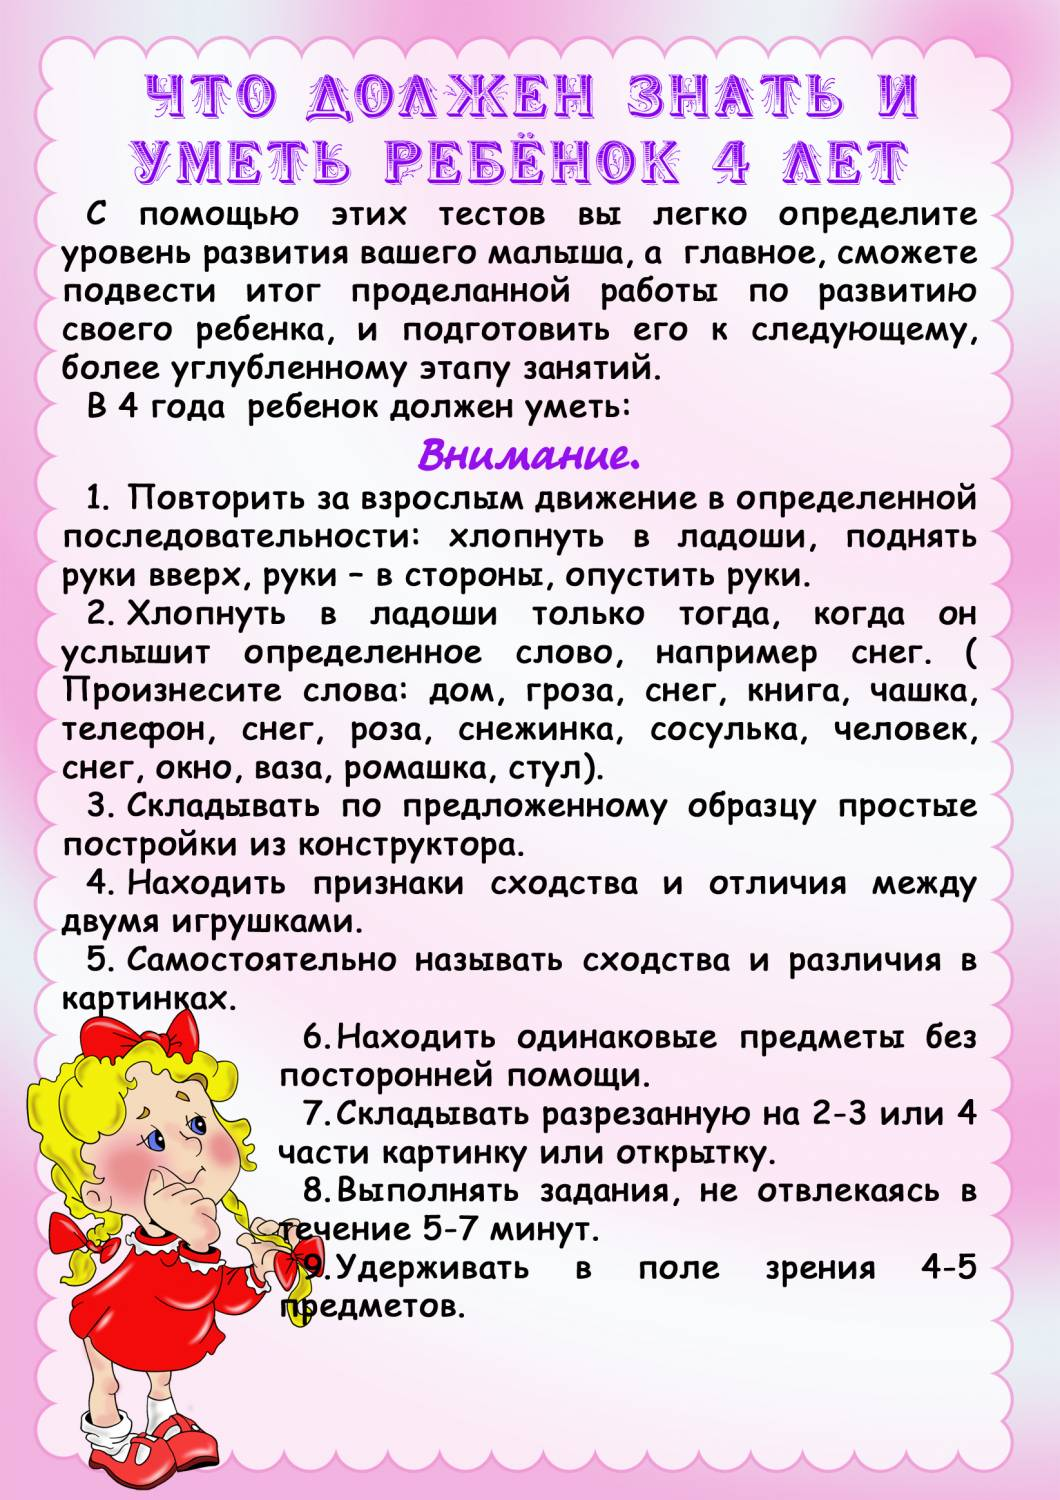 ЧТО ДОЛЖЕН ЗНАТЬ И
УМЕТЬ РЕБЁНОК 4 ЛЕТ
С помощью этих тестов вы легко определите
уровень развития вашего малыша, а главное, сможете
подвести итог проделанной работы по развитию
своего ребенка, и подготовить его к следующему,
более углубленному этапу занятий.
В 4 года ребенок должен уметь:
Внимание.
1. Повторить за взрослым движение в определенной
последовательности: хлопнуть в ладоши, поднять
руки вверх, руки – в стороны, опустить руки.
2. Хлопнуть в ладоши только тогда, когда он
услышит определенное слово, например снег. (
Произнесите слова: дом, гроза, снег, книга, чашка,
телефон, снег, роза, снежинка, сосулька, человек,
снег, окно, ваза, ромашка, стул).
3. Складывать по предложенному образцу простые
постройки из конструктора.
4. Находить признаки сходства и отличия между
двумя игрушками.
5. Самостоятельно называть сходства и различия в
картинках.
6. Находить одинаковые предметы без
посторонней помощи.
7. Складывать разрезанную на 2-3 или 4
части картинку или открытку.
8. Выполнять задания, не отвлекаясь в
течение 5-7 минут.
9. Удерживать в поле зрения 4-5
предметов.